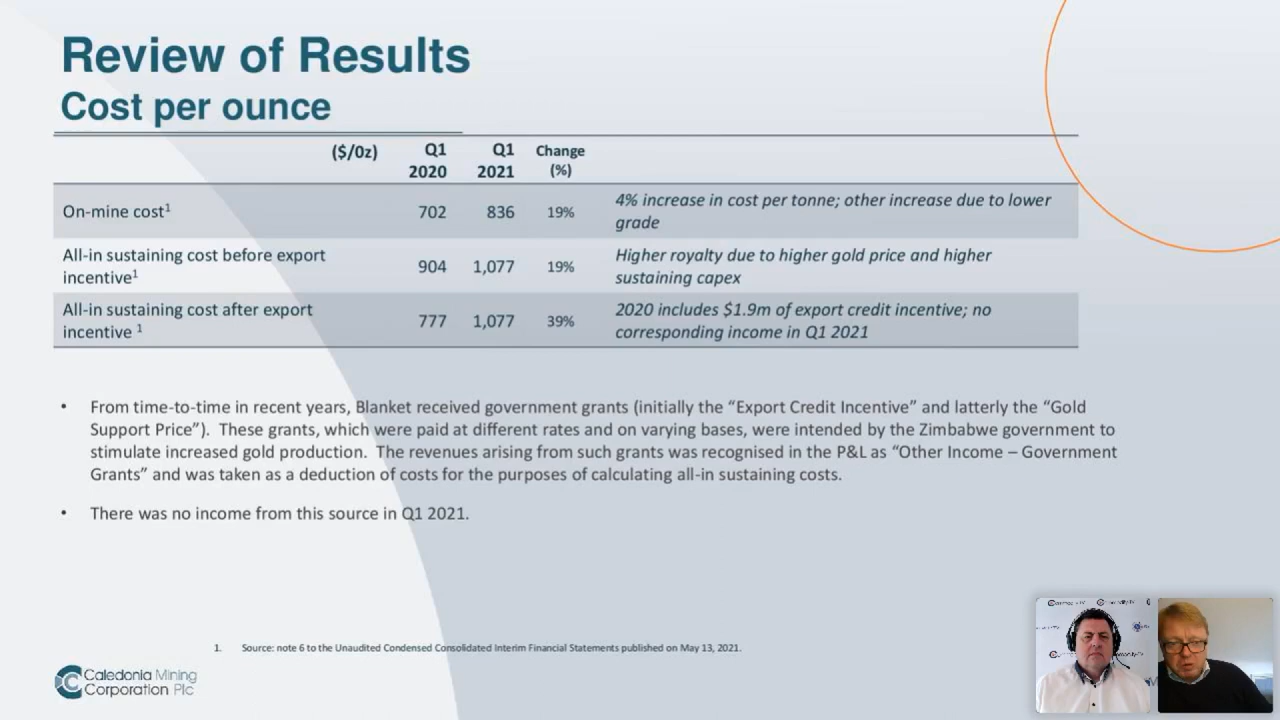 Review of Results
Cost per ounce
($/0z) Q1 2020 Q1 2021 Change (%)
On-mine cost1 702 836 19% 4% increase in cost per tonne; other increase due to lower
grade
All-in sustaining cost before export
incentive1 904 1,077 19% Higher royalty due to higher gold price and higher
sustaining capex
All-in sustaining cost after export
incentive 1 777 1,077 39% 2020 includes $1.9m of export credit incentive; no
corresponding income in Q1 2021
• From time-to-time in recent years, Blanket received government grants (initially the “Export Credit Incentive” and latterly the “Gold
Support Price”). These grants, which were paid at different rates and on varying bases, were intended by the Zimbabwe government to
stimulate increased gold production. The revenues arising from such grants was recognised in the P&L as “Other Income – Government
Grants” and was taken as a deduction of costs for the purposes of calculating all-in sustaining costs.
• There was no income from this source in Q1 2021.
1. Source: note 6 to the Unaudited Condensed Consolidated Interim Financial Statements published on May 13, 2021.
Caledonia Mining
Corporation Plc